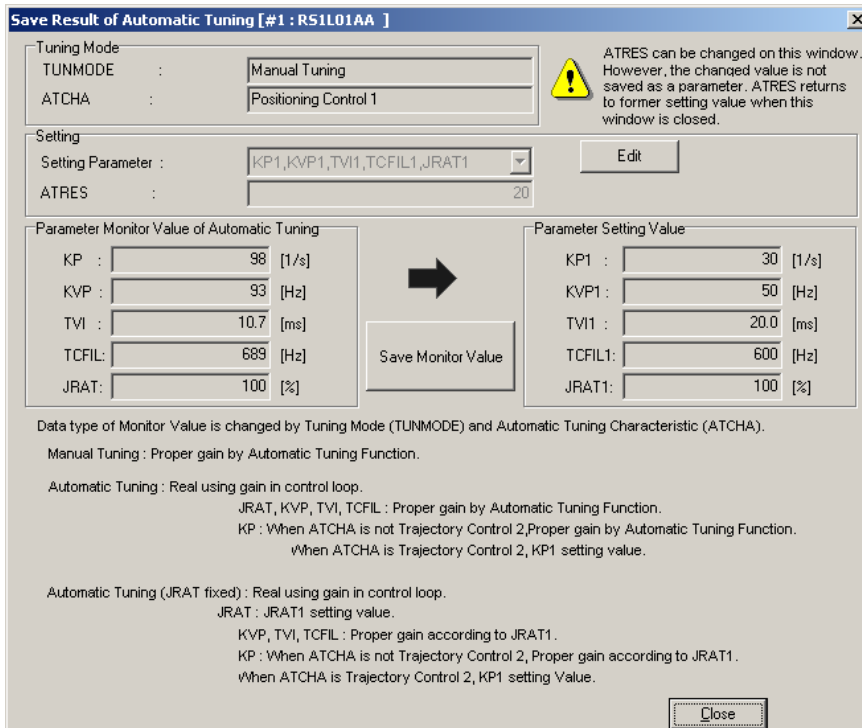 Save Result of Automatic Tuning [#1 : RS1L01AA ]
Tuning Mode
TUNMODE : Manual Tuning
ATCHA : Positioning Control 1
ATRES can be changed on this window.
However, the changed value is not
saved as a parameter. ATRES returns
to former setting value when this
window is closed.
Setting
Setting Parameter : KP1,KVP1,TVI1,TCFIL1,JRAT1
Edit
ATRES : 20
Parameter Monitor Value of Automatic Tuning
KP : 98 [1/s]
KVP : 93 [Hz]
TVI : 10.7 [ms]
TCFIL: 689 [Hz]
JRAT: 100 [%]
Save Monitor Value
Parameter Setting Value
KP1 : 30 [1/s]
KVP1 : 50 [Hz]
TVI1 : 20.0 [ms]
TCFIL1: 600 [Hz]
JRAT1: 100 [%]
Data type of Monitor Value is changed by Tuning Mode (TUNMODE) and Automatic Tuning Characteristic (ATCHA).
Manual Tuning : Proper gain by Automatic Tuning Function.
Automatic Tuning : Real using gain in control loop.
JRAT, KVP, TVI, TCFIL : Proper gain by Automatic Tuning Function.
KP : When ATCHA is not Trajectory Control 2,Proper gain by Automatic Tuning Function.
When ATCHA is Trajectory Control 2, KP1 setting value.
Automatic Tuning (JRAT fixed) : Real using gain in control loop.
JRAT : JRAT1 setting value.
KVP, TVI, TCFIL : Proper gain according to JRAT1.
KP : When ATCHA is not Trajectory Control 2, Proper gain according to JRAT1.
When ATCHA is Trajectory Control 2, KP1 setting Value.
Close